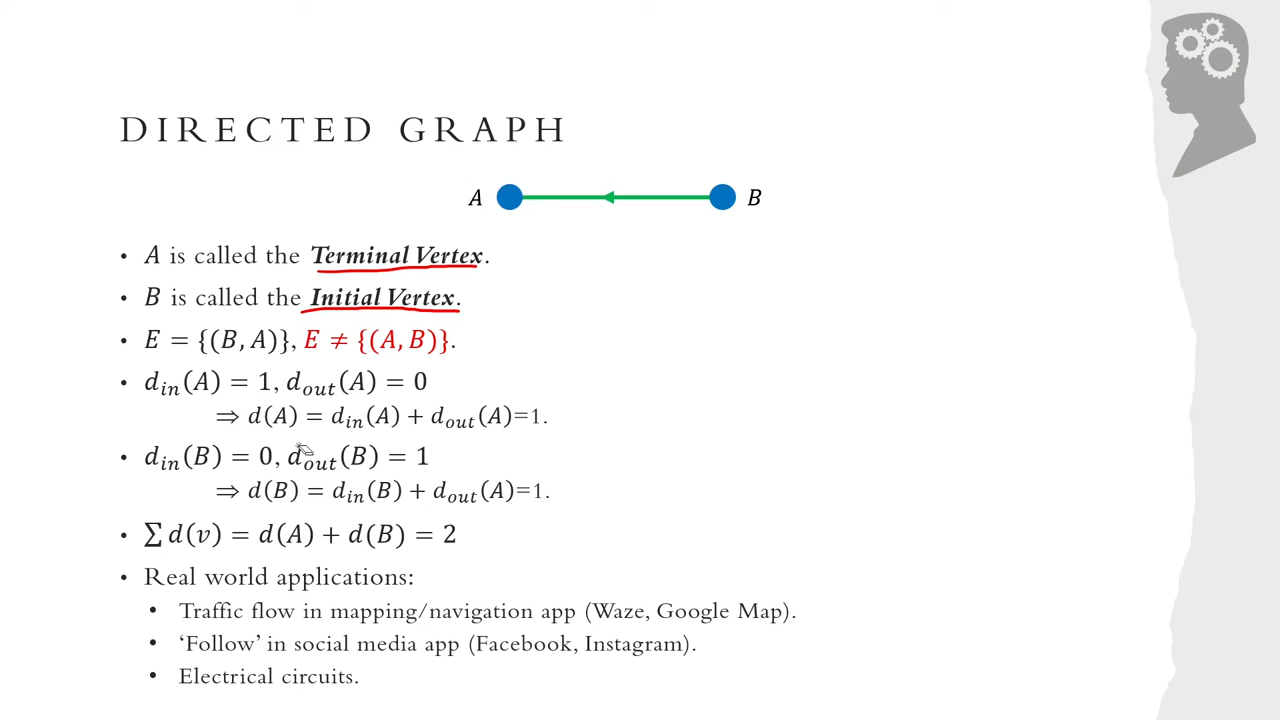 DIRECTED GRAPH
A B
• A is called the Terminal Vertex.
• B is called the Initial Vertex.
• E = {(B, A)}, E ≠ {(A, B)}.
• d_in(A) = 1, d_out(A) = 0
⇒ d(A) = d_in(A) + d_out(A)=1.
• d_in(B) = 0, d_out(B) = 1
⇒ d(B) = d_in(B) + d_out(A)=1.
• ∑ d(v) = d(A) + d(B) = 2
• Real world applications:
• Traffic flow in mapping/navigation app (Waze, Google Map).
• ‘Follow’ in social media app (Facebook, Instagram).
• Electrical circuits.